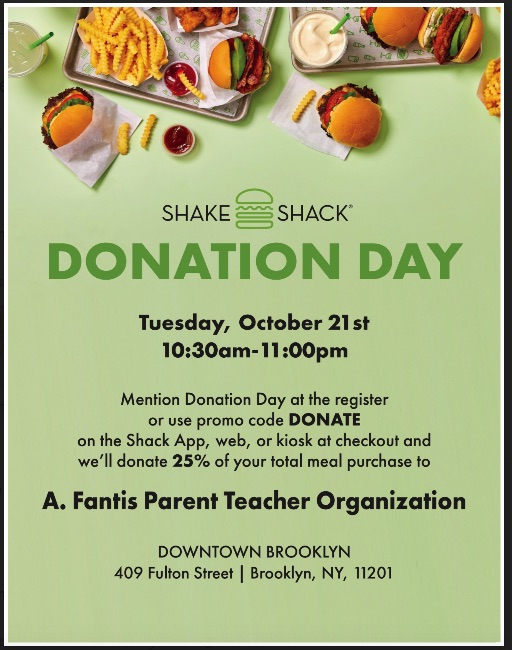 SHAKE SHACK®
DONATION DAY
Tuesday, October 21st
10:30am-11:00pm
Mention Donation Day at the register
or use promo code DONATE
on the Shack App, web, or kiosk at checkout and
we'll donate 25% of your total meal purchase to
A. Fantis Parent Teacher Organization
DOWNTOWN BROOKLYN
409 Fulton Street | Brooklyn, NY, 11201